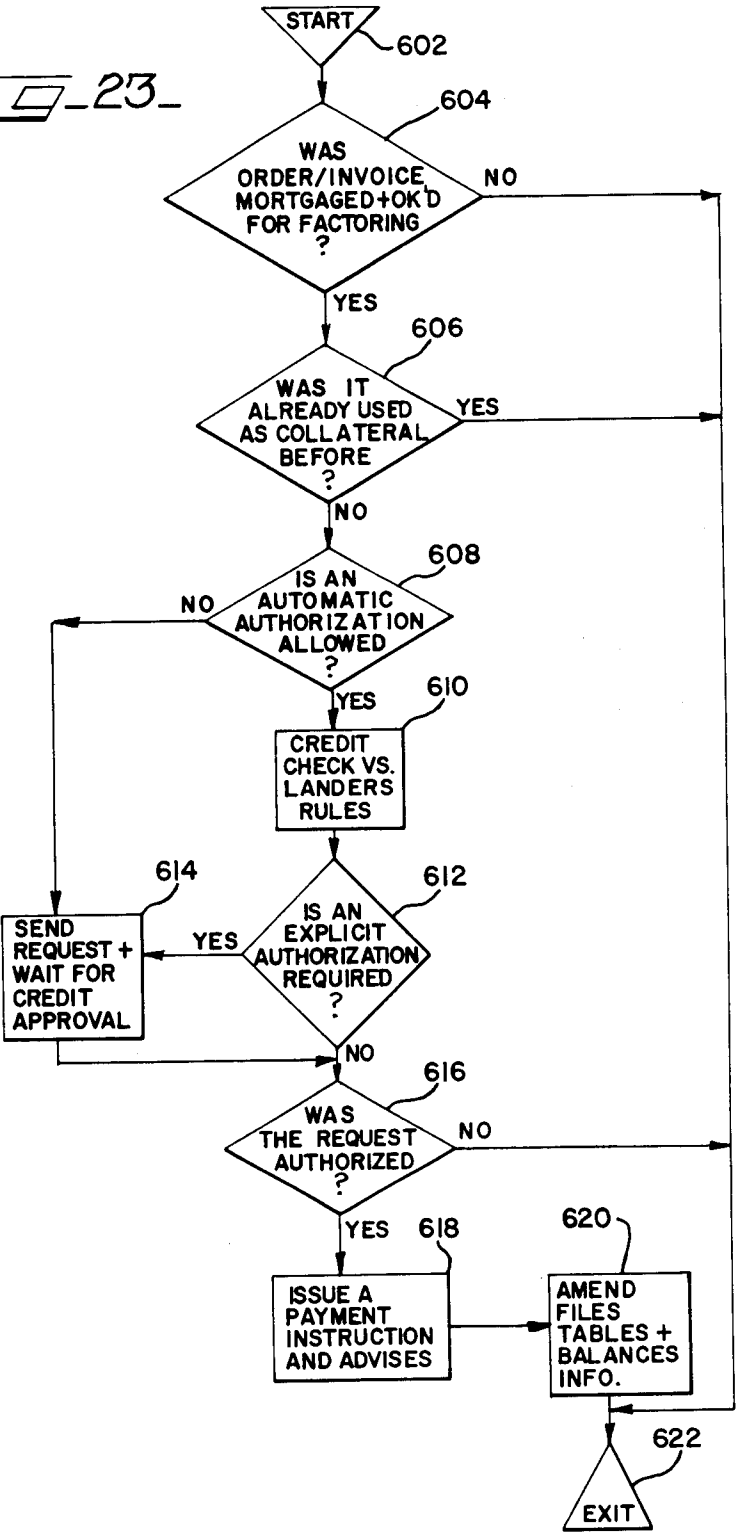 START
602
g_23_
604
WAS
ORDER/INVOICE
MORTGAGED+OK'D
FOR FACTORING
?
NO
YES
606
WAS IT
ALREADY USED
AS COLLATERAL
BEFORE
?
YES
NO
608
IS AN
AUTOMATIC
AUTHORIZATION
ALLOWED
?
NO
YES
610
CREDIT
CHECK VS.
LANDERS
RULES
614
SEND
REQUEST +
WAIT FOR
CREDIT
APPROVAL
612
IS AN
EXPLICIT
AUTHORIZATION
REQUIRED
?
YES
NO
616
WAS
THE REQUEST
AUTHORIZED
?
NO
YES
618
ISSUE A
PAYMENT
INSTRUCTION
AND ADVISES
620
AMEND
FILES
TABLES +
BALANCES
INFO.
622
EXIT